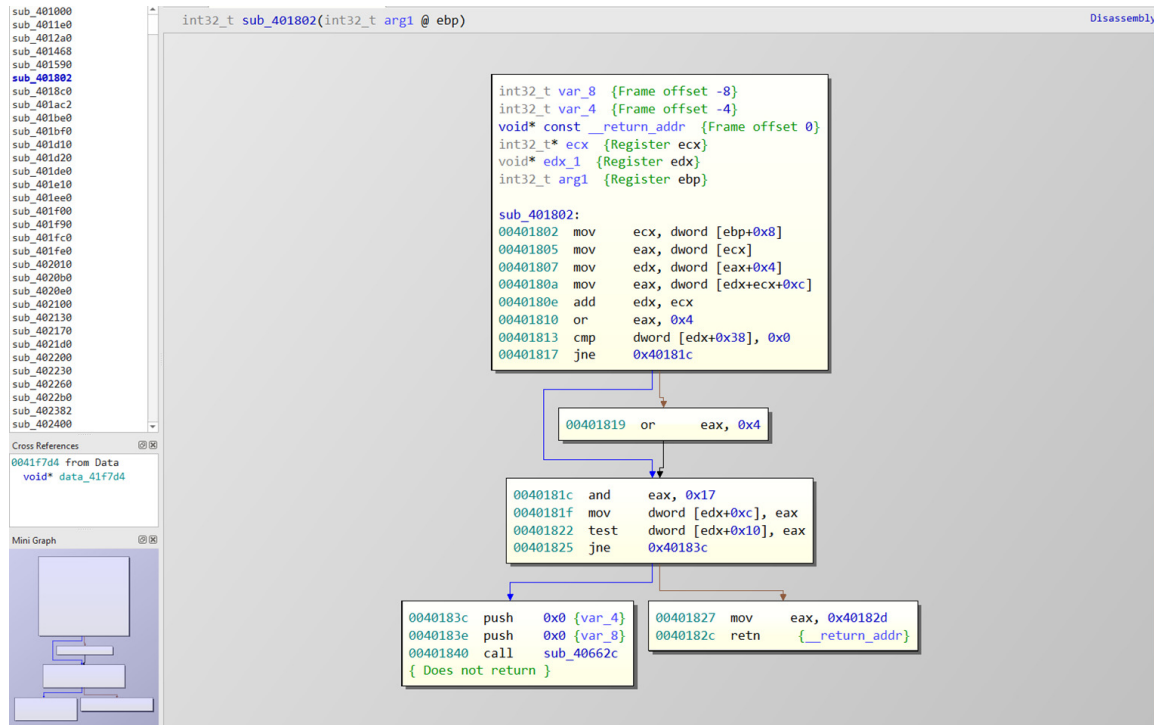 sub_401000
sub_4011e0
sub_4012a0
sub_401468
sub_401590
sub_401802
sub_4018c0
sub_401ac2
sub_401be0
sub_401bf0
sub_401d10
sub_401d20
sub_401de0
sub_401e10
sub_401ee0
sub_401f00
sub_401f90
sub_401fc0
sub_401fe0
sub_402010
sub_4020b0
sub_4020e0
sub_402100
sub_402130
sub_402170
sub_4021d0
sub_402200
sub_402230
sub_402260
sub_4022b0
sub_402382
sub_402400
Cross References
0041f7d4 from Data
void* data_41f7d4
Mini Graph
int32_t sub_401802(int32_t arg1 @ ebp)
Disassembly
int32_t var_8 {Frame offset -8}
int32_t var_4 {Frame offset -4}
void* const __return_addr {Frame offset 0}
int32_t* ecx {Register ecx}
void* edx_1 {Register edx}
int32_t arg1 {Register ebp}
sub_401802:
00401802 mov ecx, dword [ebp+0x8]
00401805 mov eax, dword [ecx]
00401807 mov edx, dword [eax+0x4]
0040180a mov eax, dword [edx+ecx+0xc]
0040180e add edx, ecx
00401810 or eax, 0x4
00401813 cmp dword [edx+0x38], 0x0
00401817 jne 0x40181c
00401819 or eax, 0x4
0040181c and eax, 0x17
0040181f mov dword [edx+0xc], eax
00401822 test dword [edx+0x10], eax
00401825 jne 0x40183c
0040183c push 0x0 {var_4}
0040183e push 0x0 {var_8}
00401840 call sub_40662c
{ Does not return }
00401827 mov eax, 0x40182d
0040182c retn {__return_addr}